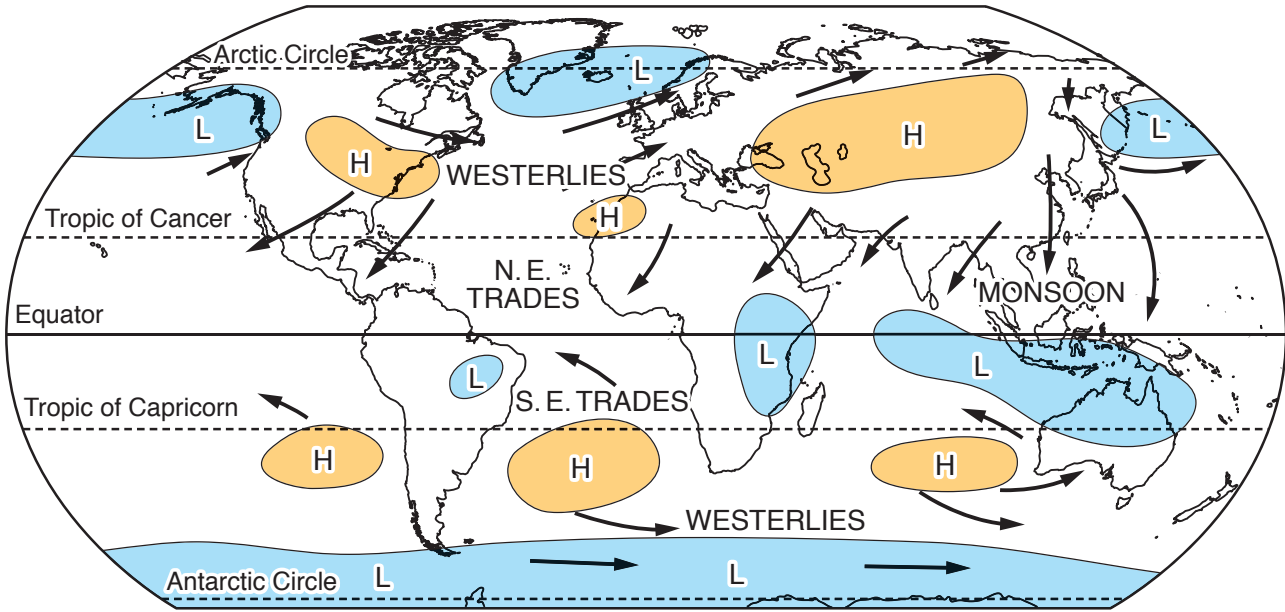 Arctic Circle
L
L
L
H
H
WESTERLIES
Tropic of Cancer
H
N. E.
TRADES
MONSOON
Equator
L
L
L
S. E. TRADES
Tropic of Capricorn
H
H
H
WESTERLIES
Antarctic Circle
L
L